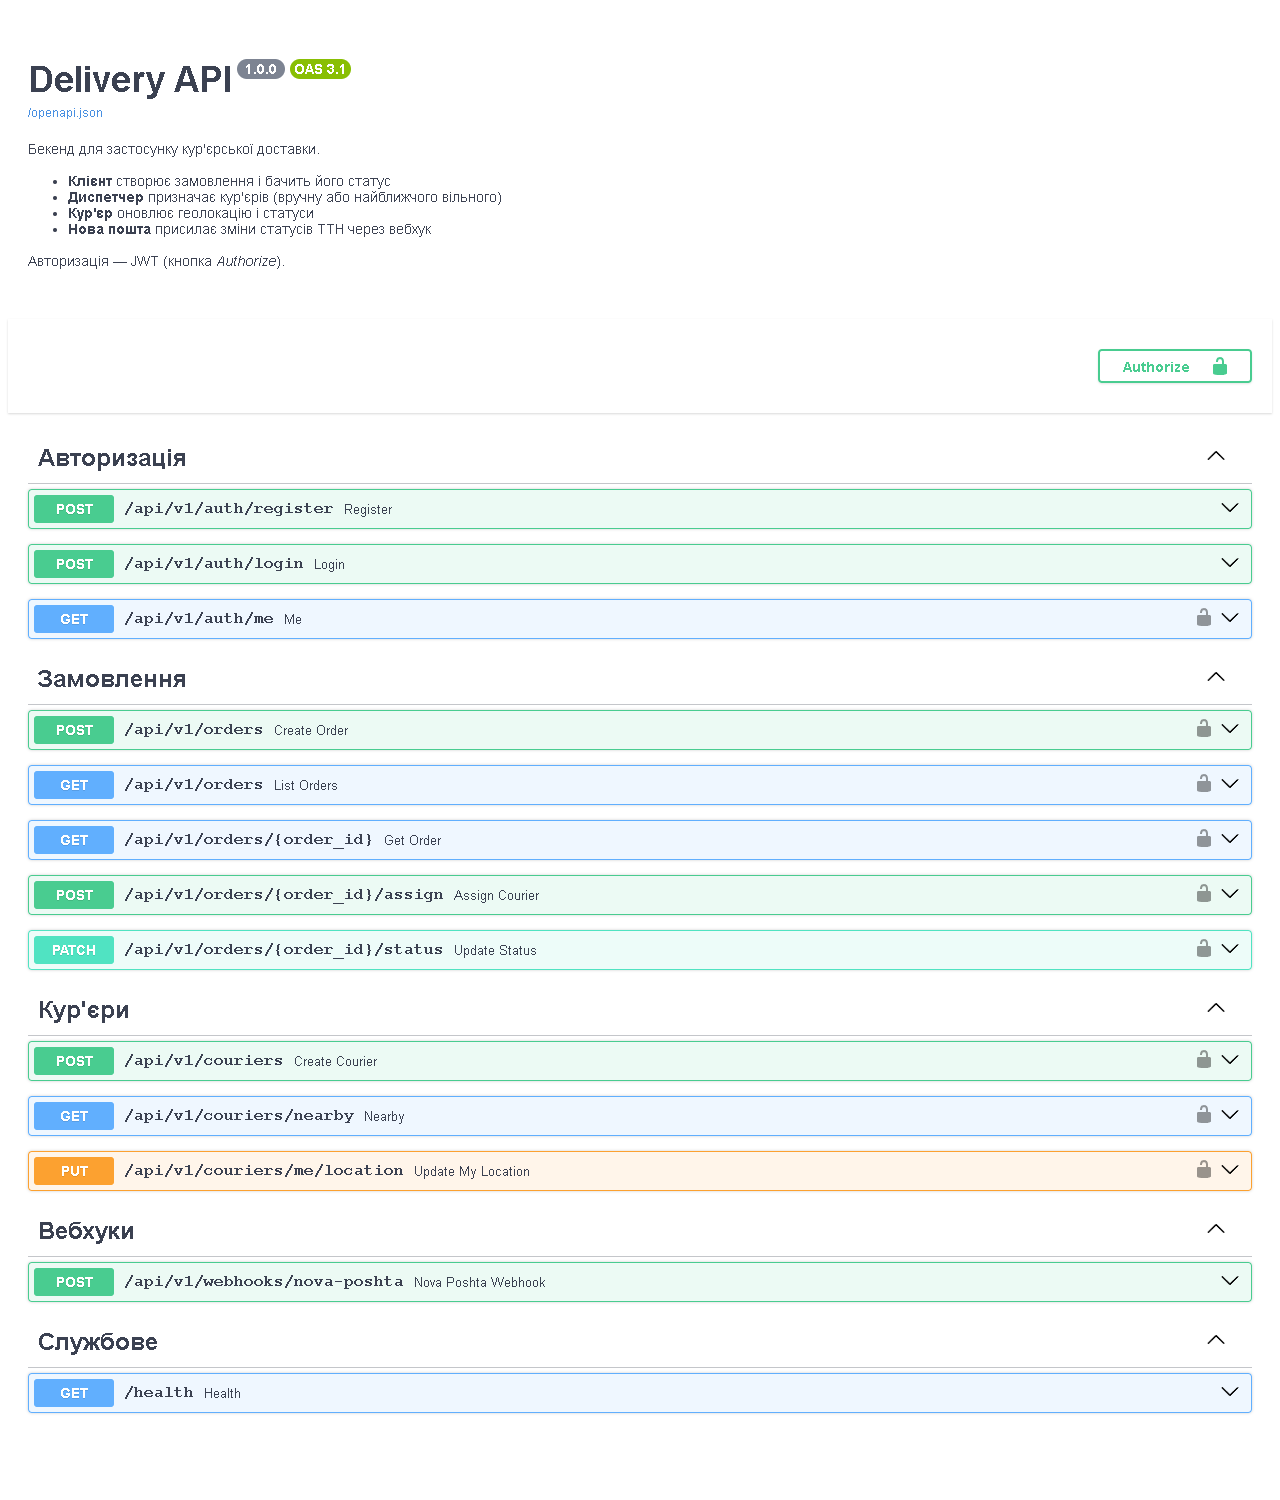 Delivery API 1.0.0 OAS 3.1
/openapi.json
Бекенд для застосунку кур'єрської доставки.
Клієнт створює замовлення і бачить його статус
Диспетчер призначає кур'єрів (вручну або найближчого вільного)
Кур'єр оновлює геолокацію і статуси
Нова пошта присилає зміни статусів ТТН через вебхук
Авторизація — JWT (кнопка Authorize).
Authorize
Авторизація
POST /api/v1/auth/register Register
POST /api/v1/auth/login Login
GET /api/v1/auth/me Me
Замовлення
POST /api/v1/orders Create Order
GET /api/v1/orders List Orders
GET /api/v1/orders/{order_id} Get Order
POST /api/v1/orders/{order_id}/assign Assign Courier
PATCH /api/v1/orders/{order_id}/status Update Status
Кур'єри
POST /api/v1/couriers Create Courier
GET /api/v1/couriers/nearby Nearby
PUT /api/v1/couriers/me/location Update My Location
Вебхуки
POST /api/v1/webhooks/nova-poshta Nova Poshta Webhook
Службове
GET /health Health